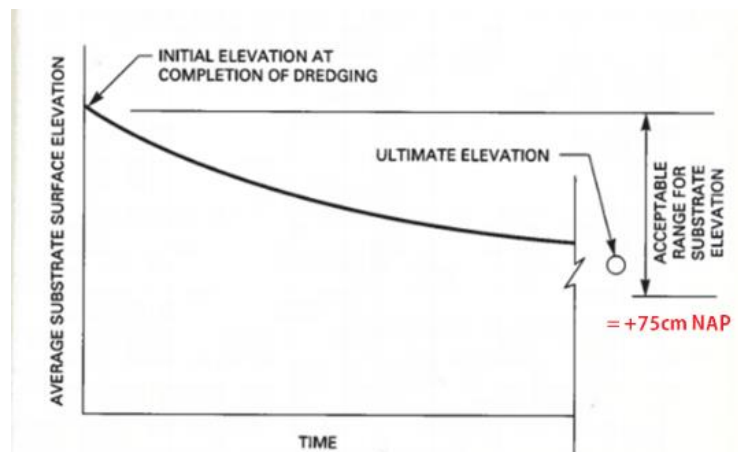 INITIAL ELEVATION AT
COMPLETION OF DREDGING
AVERAGE SUBSTRATE SURFACE ELEVATION
ULTIMATE ELEVATION
ACCEPTABLE
RANGE FOR
SUBSTRATE
ELEVATION
= +75cm NAP
TIME